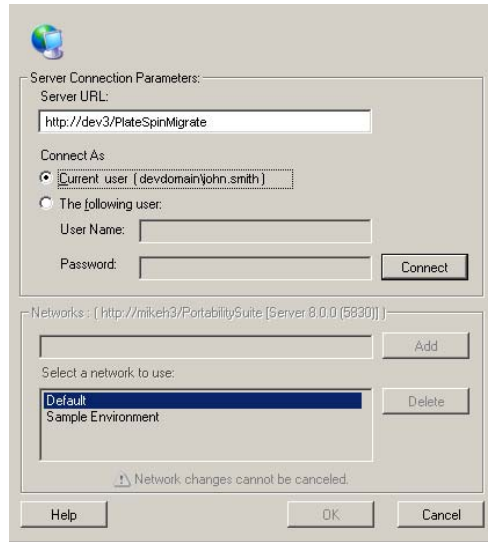 Server Connection Parameters:
Server URL:
http://dev3/PlateSpinMigrate
Connect As
Current user ( devdomain\john.smith )
The following user:
User Name:
Password:
Connect
Networks : ( http://mikeh3/PortabilitySuite [Server 8.0.0 (5830)] )
Add
Select a network to use:
Default
Delete
Sample Environment
Network changes cannot be canceled.
Help
OK
Cancel